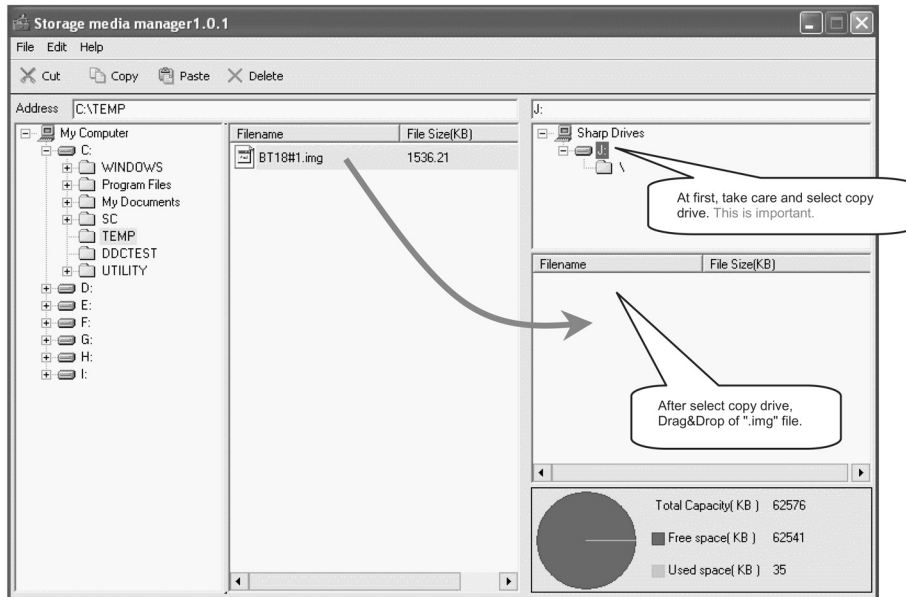 Storage media manager1.0.1
File Edit Help
Cut Copy Paste Delete
Address C:\TEMP
My Computer
C:
WINDOWS
Program Files
My Documents
SC
TEMP
DDCTEST
UTILITY
D:
E:
F:
G:
H:
I:
Filename File Size(KB)
BT18#1.img 1536.21
J:
Sharp Drives
J:
\
At first, take care and select copy
drive. This is important.
Filename File Size(KB)
After select copy drive,
Drag&Drop of ".img" file.
Total Capacity( KB ) 62576
Free space( KB ) 62541
Used space( KB ) 35